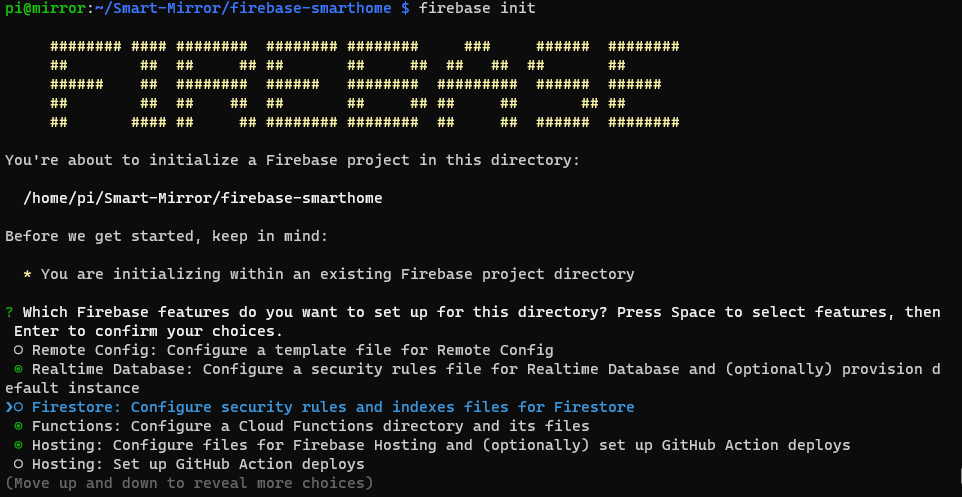 pi@mirror:~/Smart-Mirror/firebase-smarthome $ firebase init
FIREBASE
You're about to initialize a Firebase project in this directory:
/home/pi/Smart-Mirror/firebase-smarthome
Before we get started, keep in mind:
* You are initializing within an existing Firebase project directory
? Which Firebase features do you want to set up for this directory? Press Space to select features, then
Enter to confirm your choices.
◯ Remote Config: Configure a template file for Remote Config
◉ Realtime Database: Configure a security rules file for Realtime Database and (optionally) provision d
efault instance
❯◯ Firestore: Configure security rules and indexes files for Firestore
◉ Functions: Configure a Cloud Functions directory and its files
◉ Hosting: Configure files for Firebase Hosting and (optionally) set up GitHub Action deploys
◯ Hosting: Set up GitHub Action deploys
(Move up and down to reveal more choices)